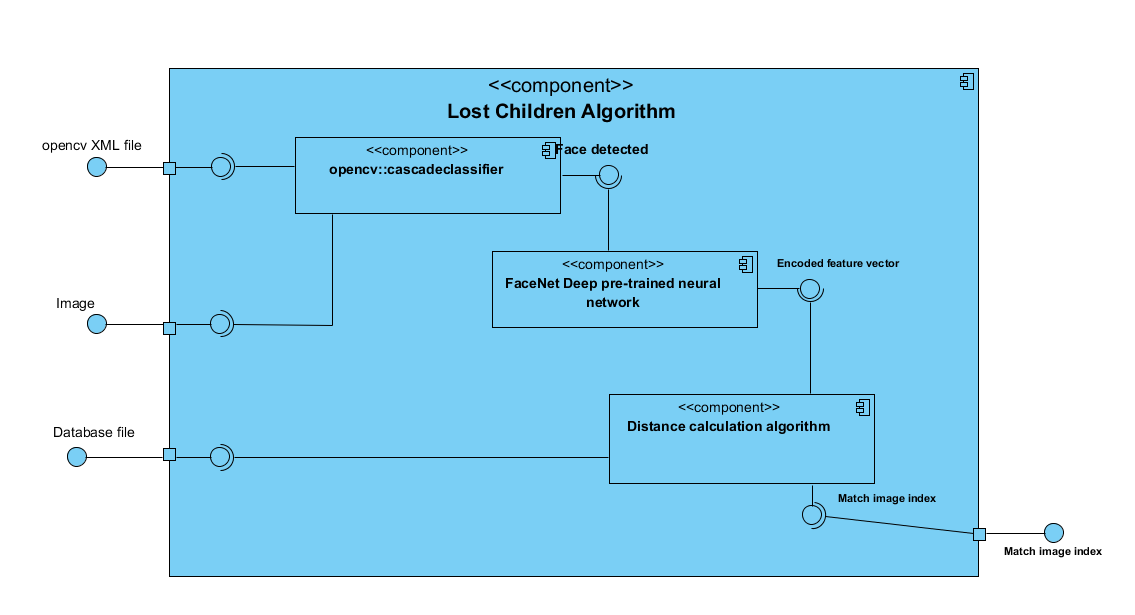 <<component>>
Lost Children Algorithm
opencv XML file
<<component>>
opencv::cascadeclassifier
Face detected
<<component>>
FaceNet Deep pre-trained neural
network
Encoded feature vector
Image
<<component>>
Distance calculation algorithm
Database file
Match image index
Match image index